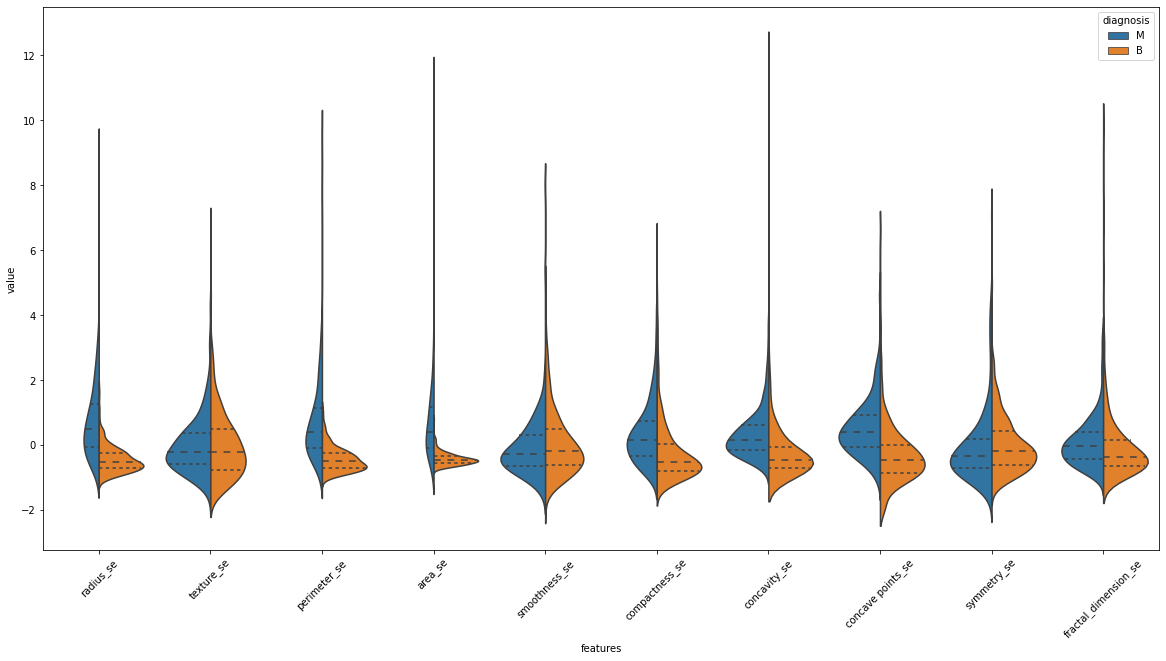 diagnosis
M
B
12
10
8
6
4
2
0
−2
value
radius_se
texture_se
perimeter_se
area_se
smoothness_se
compactness_se
concavity_se
concave points_se
symmetry_se
fractal_dimension_se
features